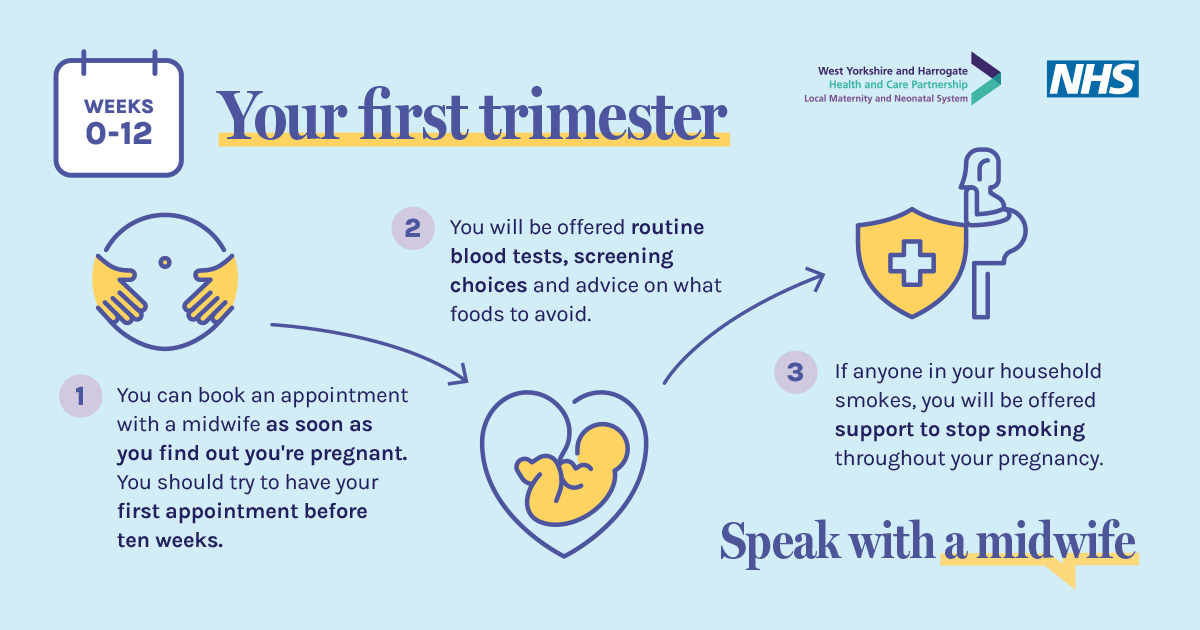 WEEKS
0-12
Your first trimester
West Yorkshire and Harrogate
Health and Care Partnership
Local Maternity and Neonatal System
NHS
1
You can book an appointment
with a midwife as soon as
you find out you're pregnant.
You should try to have your
first appointment before
ten weeks.
2
You will be offered routine
blood tests, screening
choices and advice on what
foods to avoid.
3
If anyone in your household
smokes, you will be offered
support to stop smoking
throughout your pregnancy.
Speak with a midwife